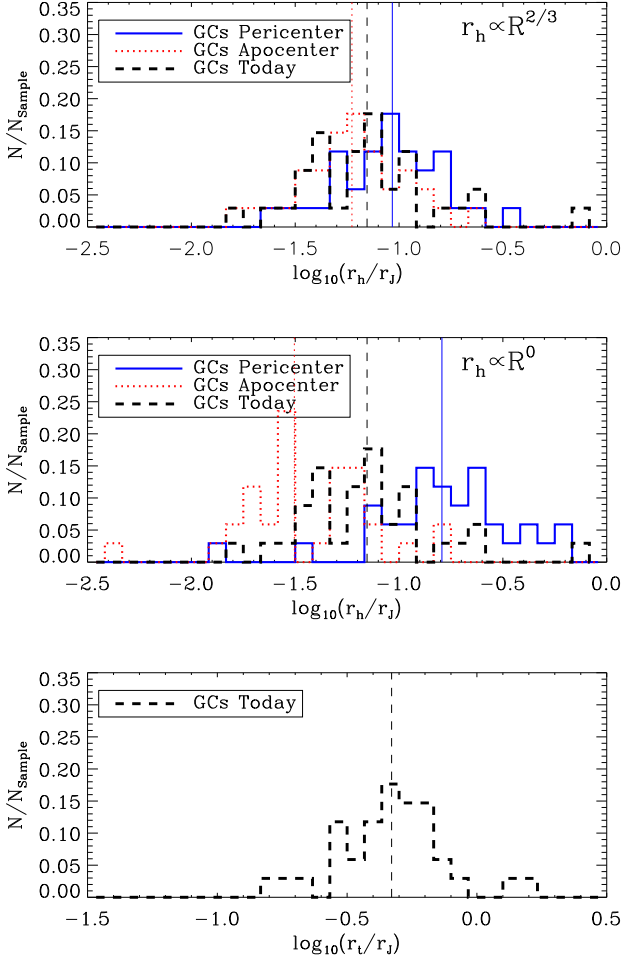 0.35
0.30
0.25
0.20
0.15
0.10
0.05
0.00
N/N_Sample
GCs Pericenter
GCs Apocenter
GCs Today
r_h∝R^2/3
−2.5 −2.0 −1.5 −1.0 −0.5 0.0
log_10(r_h/r_J)
0.35
0.30
0.25
0.20
0.15
0.10
0.05
0.00
N/N_Sample
GCs Pericenter
GCs Apocenter
GCs Today
r_h∝R^0
−2.5 −2.0 −1.5 −1.0 −0.5 0.0
log_10(r_h/r_J)
0.35
0.30
0.25
0.20
0.15
0.10
0.05
0.00
N/N_Sample
GCs Today
−1.5 −1.0 −0.5 0.0 0.5
log_10(r_t/r_J)